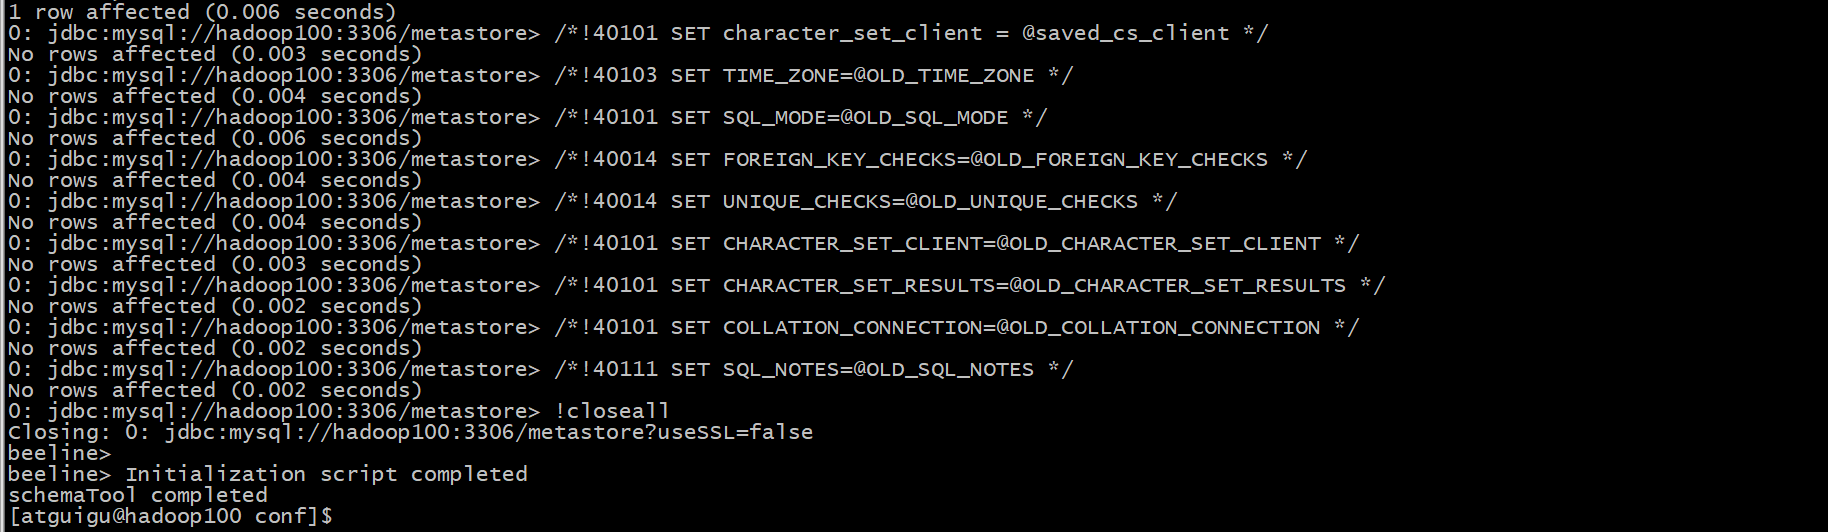 1 row affected (0.006 seconds)
0: jdbc:mysql://hadoop100:3306/metastore> /*!40101 SET character_set_client = @saved_cs_client */
No rows affected (0.003 seconds)
0: jdbc:mysql://hadoop100:3306/metastore> /*!40103 SET TIME_ZONE=@OLD_TIME_ZONE */
No rows affected (0.004 seconds)
0: jdbc:mysql://hadoop100:3306/metastore> /*!40101 SET SQL_MODE=@OLD_SQL_MODE */
No rows affected (0.006 seconds)
0: jdbc:mysql://hadoop100:3306/metastore> /*!40014 SET FOREIGN_KEY_CHECKS=@OLD_FOREIGN_KEY_CHECKS */
No rows affected (0.004 seconds)
0: jdbc:mysql://hadoop100:3306/metastore> /*!40014 SET UNIQUE_CHECKS=@OLD_UNIQUE_CHECKS */
No rows affected (0.004 seconds)
0: jdbc:mysql://hadoop100:3306/metastore> /*!40101 SET CHARACTER_SET_CLIENT=@OLD_CHARACTER_SET_CLIENT */
No rows affected (0.003 seconds)
0: jdbc:mysql://hadoop100:3306/metastore> /*!40101 SET CHARACTER_SET_RESULTS=@OLD_CHARACTER_SET_RESULTS */
No rows affected (0.002 seconds)
0: jdbc:mysql://hadoop100:3306/metastore> /*!40101 SET COLLATION_CONNECTION=@OLD_COLLATION_CONNECTION */
No rows affected (0.002 seconds)
0: jdbc:mysql://hadoop100:3306/metastore> /*!40111 SET SQL_NOTES=@OLD_SQL_NOTES */
No rows affected (0.002 seconds)
0: jdbc:mysql://hadoop100:3306/metastore> !closeall
Closing: 0: jdbc:mysql://hadoop100:3306/metastore?useSSL=false
beeline>
beeline> Initialization script completed
schemaTool completed
[atguigu@hadoop100 conf]$